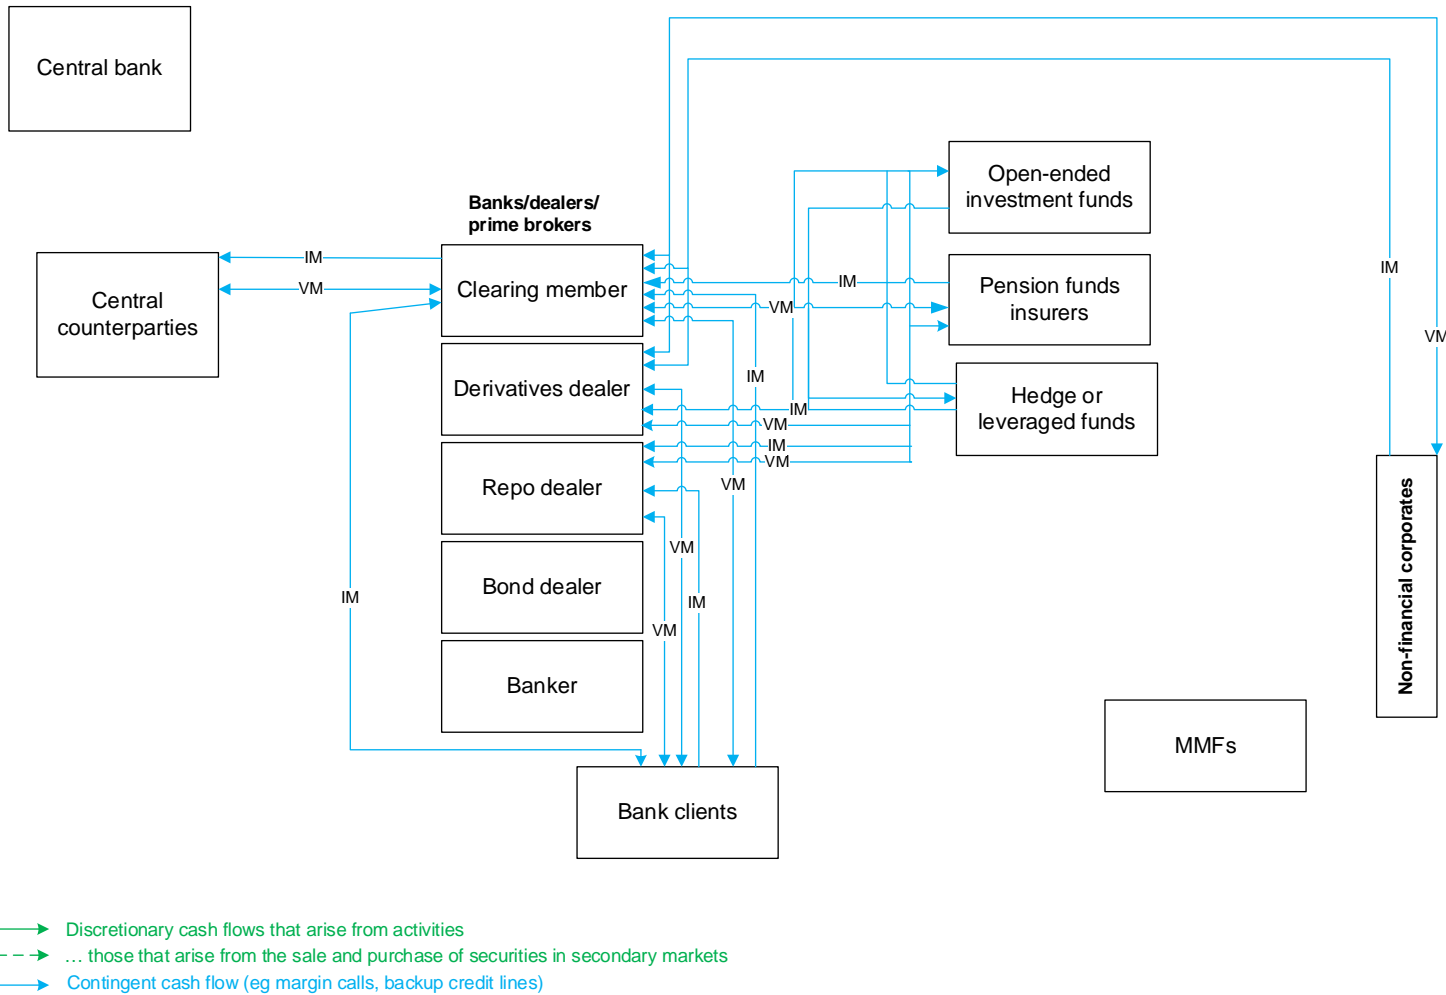 Central bank
Banks/dealers/
prime brokers
Open-ended
investment funds
IM
Clearing member
VM
Central
counterparties
IM
Pension funds
insurers
VM
IM
VM
Derivatives dealer
IM
IM
VM
Hedge or
leveraged funds
IM
VM
Repo dealer
VM
VM
Bond dealer
IM
IM
VM
Non-financial corporates
Banker
MMFs
Bank clients
Discretionary cash flows that arise from activities
… those that arise from the sale and purchase of securities in secondary markets
Contingent cash flow (eg margin calls, backup credit lines)